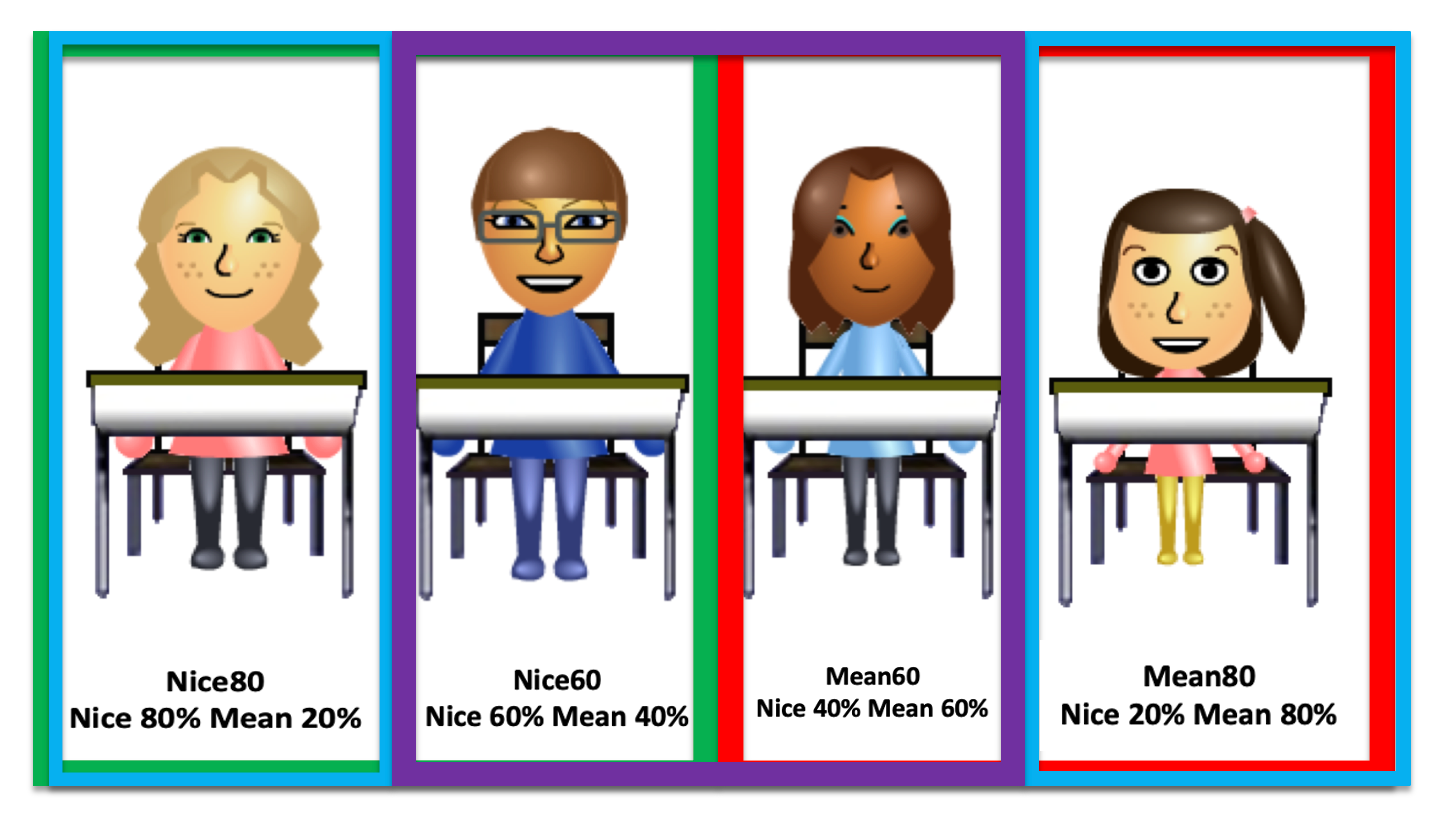 Nice80
Nice 80% Mean 20%
Nice60
Nice 60% Mean 40%
Mean60
Nice 40% Mean 60%
Mean80
Nice 20% Mean 80%